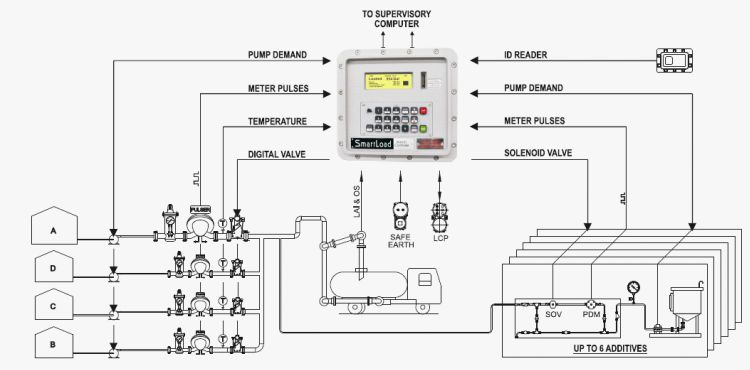 TO SUPERVISORY
COMPUTER
PUMP DEMAND
ID READER
METER PULSES
PUMP DEMAND
TEMPERATURE
METER PULSES
DIGITAL VALVE
SOLENOID VALVE
SmartLoad
LAI & OS
SAFE
EARTH
LCP
PULSER
T
A
D
T
C
T
B
T
SOV
PDM
UP TO 6 ADDITIVES